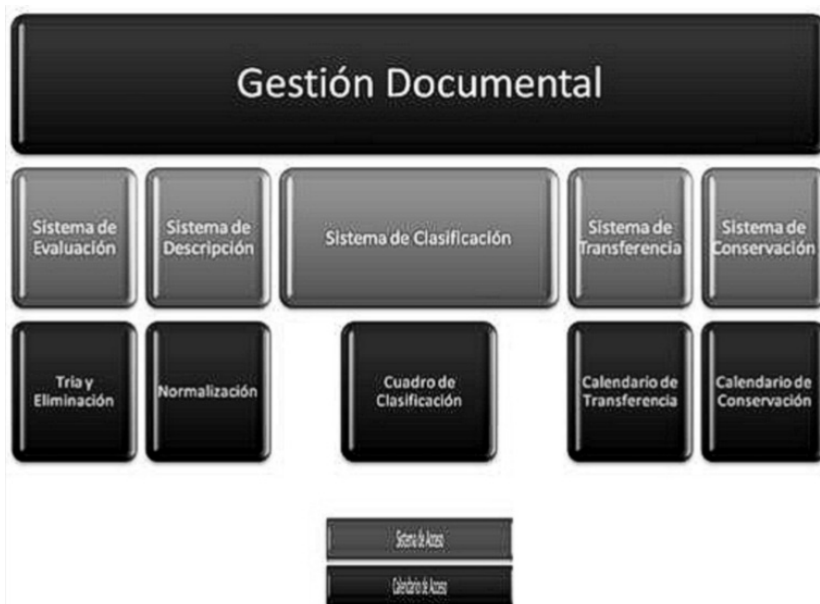 Gestión Documental
Sistema de
Evaluación
Sistema de
Descripción
Sistema de Clasificación
Sistema de
Transferencia
Sistema de
Conservación
Tria y
Eliminación
Normalización
Cuadro de
Clasificación
Calendario de
Transferencia
Calendario de
Conservación
Sistema de Acceso
Calendario de Acceso